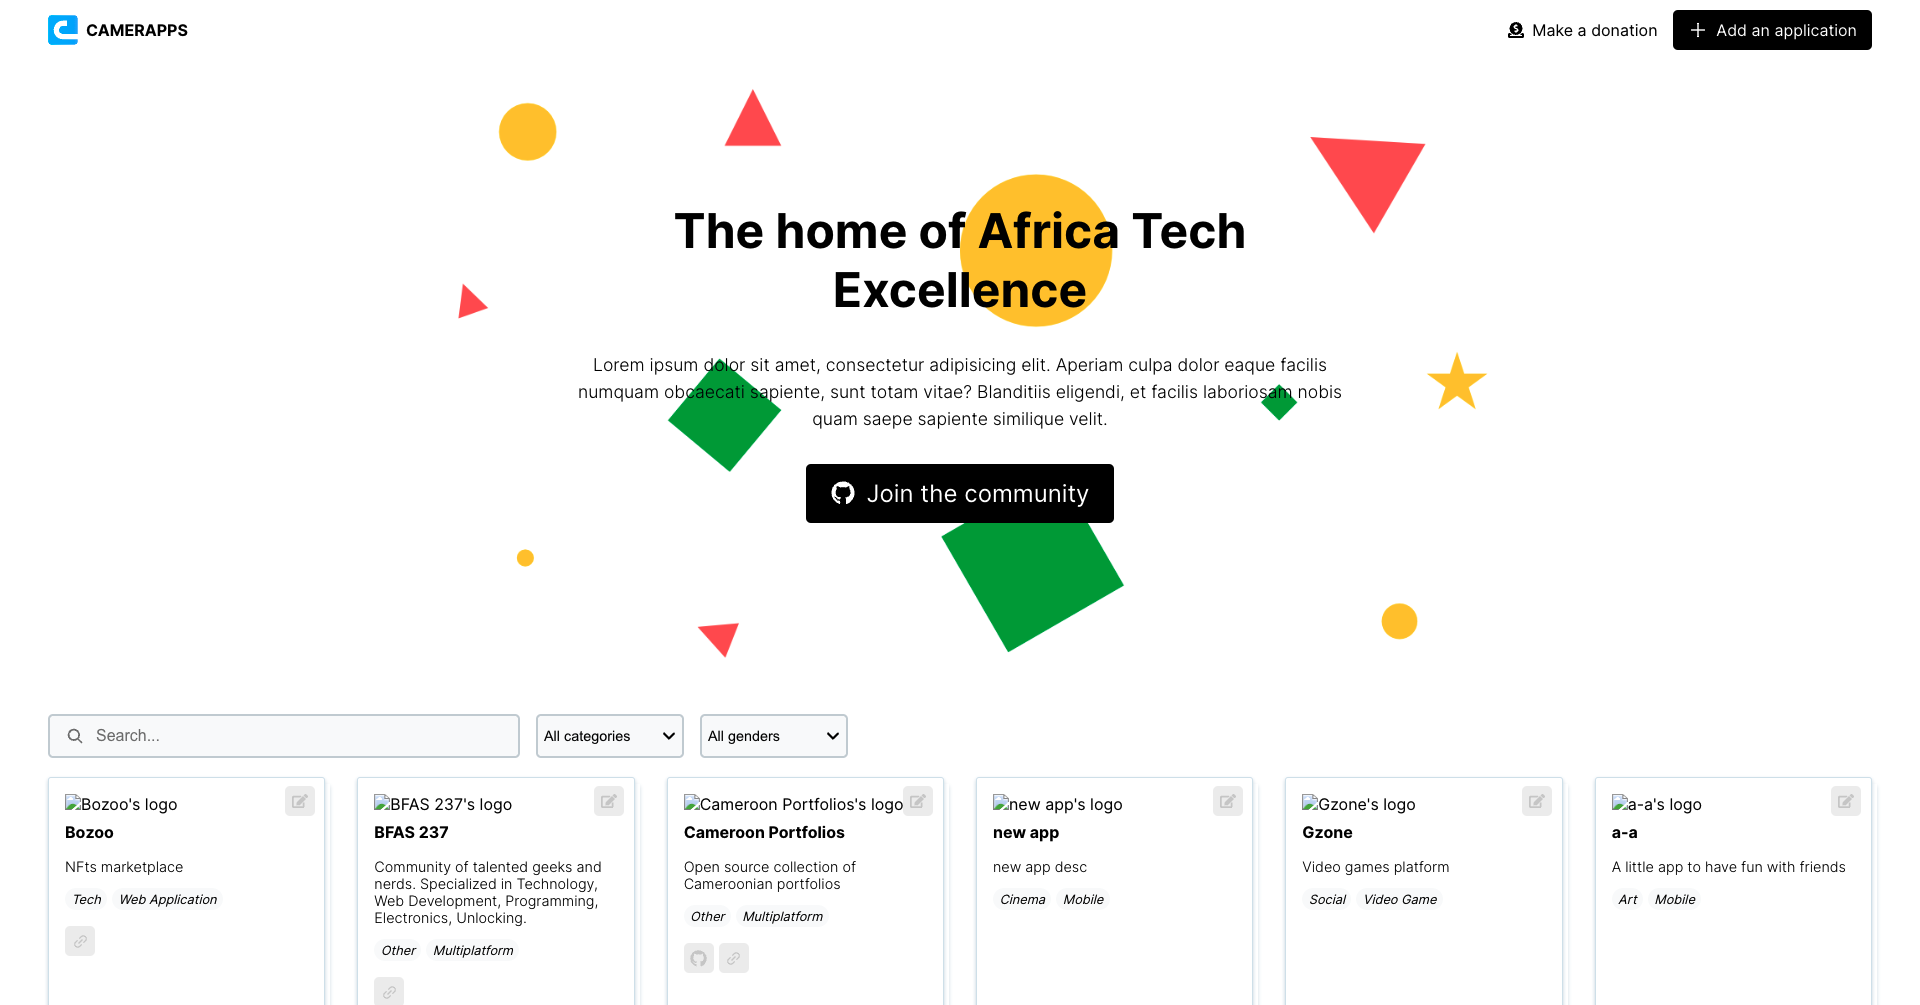 CAMERAPPS
Make a donation
Add an application
The home of Africa Tech
Excellence
Lorem ipsum dolor sit amet, consectetur adipisicing elit. Aperiam culpa dolor eaque facilis
numquam obcaecati sapiente, sunt totam vitae? Blanditiis eligendi, et facilis laboriosam nobis
quam saepe sapiente similique velit.
Join the community
Search...
All categories
All genders
Bozoo's logo
Bozoo
NFts marketplace
Tech Web Application
BFAS 237's logo
BFAS 237
Community of talented geeks and
nerds. Specialized in Technology,
Web Development, Programming,
Electronics, Unlocking.
Other Multiplatform
Cameroon Portfolios's logo
Cameroon Portfolios
Open source collection of
Cameroonian portfolios
Other Multiplatform
new app's logo
new app
new app desc
Cinema Mobile
Gzone's logo
Gzone
Video games platform
Social Video Game
a-a's logo
a-a
A little app to have fun with friends
Art Mobile